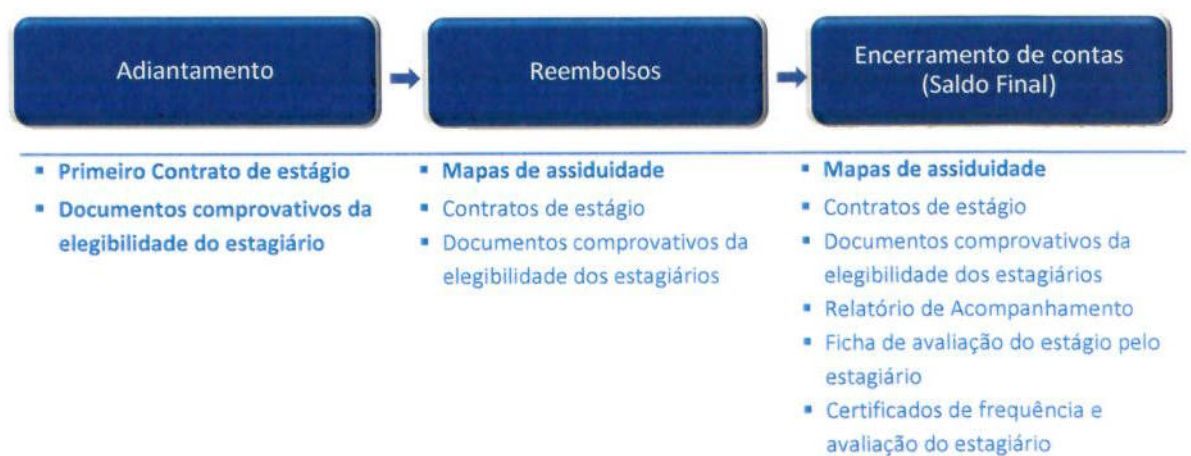 Adiantamento
Reembolsos
Encerramento de contas
(Saldo Final)
▪ Primeiro Contrato de estágio
▪ Documentos comprovativos da
elegibilidade do estagiário
▪ Mapas de assiduidade
▪ Contratos de estágio
▪ Documentos comprovativos da
elegibilidade dos estagiários
▪ Mapas de assiduidade
▪ Contratos de estágio
▪ Documentos comprovativos da
elegibilidade dos estagiários
▪ Relatório de Acompanhamento
▪ Ficha de avaliação do estágio pelo
estagiário
▪ Certificados de frequência e
avaliação do estagiário